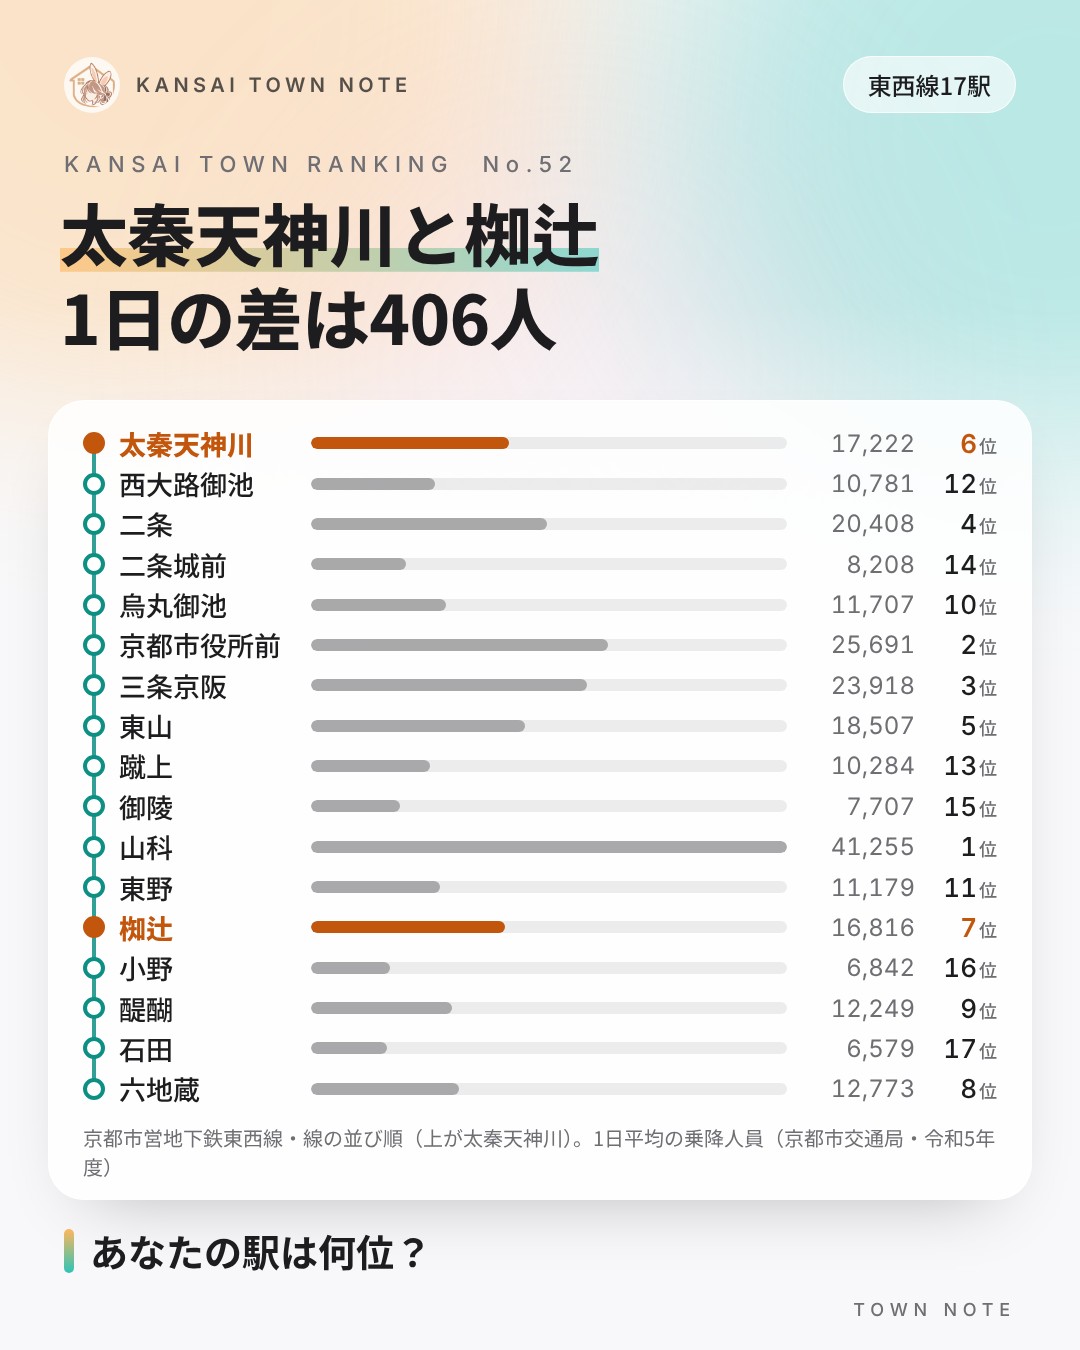 KANSAI TOWN NOTE
東西線17駅
KANSAI TOWN RANKING No.52
太秦天神川と椥辻
1日の差は406人
太秦天神川 17,222 6位
西大路御池 10,781 12位
二条 20,408 4位
二条城前 8,208 14位
烏丸御池 11,707 10位
京都市役所前 25,691 2位
三条京阪 23,918 3位
東山 18,507 5位
蹴上 10,284 13位
御陵 7,707 15位
山科 41,255 1位
東野 11,179 11位
椥辻 16,816 7位
小野 6,842 16位
醍醐 12,249 9位
石田 6,579 17位
六地蔵 12,773 8位
京都市営地下鉄東西線・線の並び順（上が太秦天神川）。1日平均の乗降人員（京都市交通局・令和5年
度）
あなたの駅は何位？
TOWN NOTE